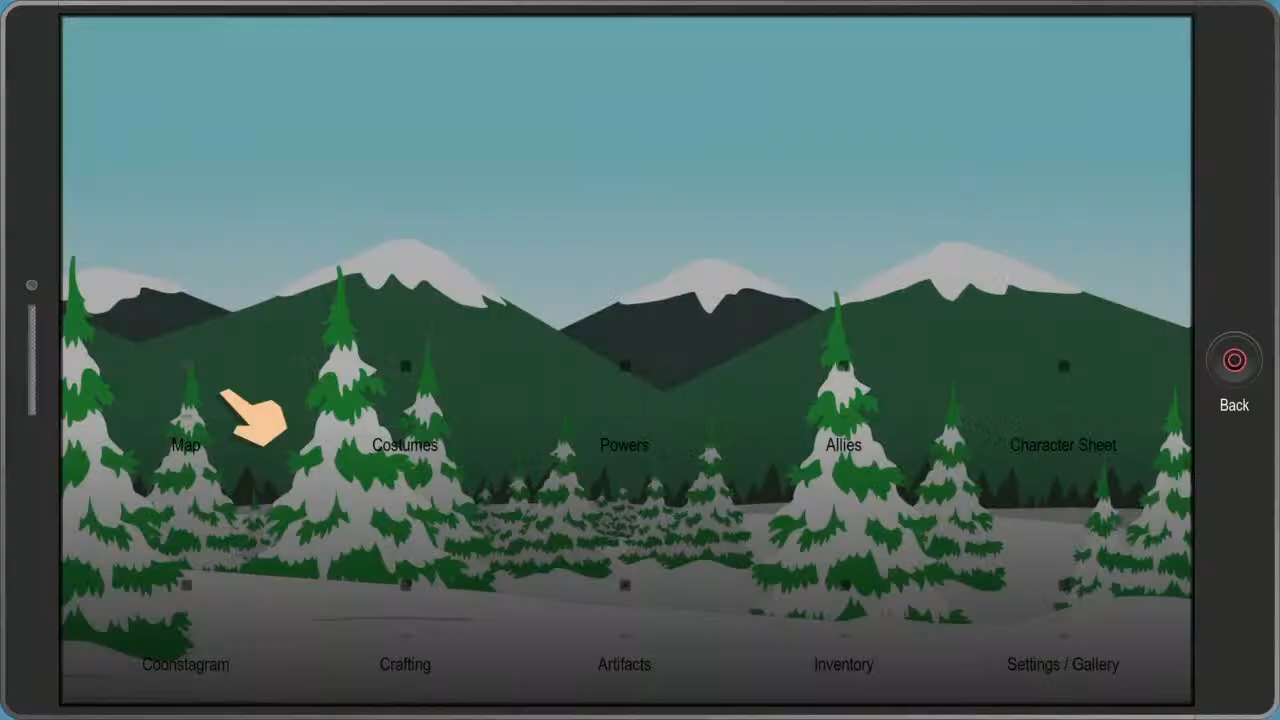 Back
Map
Costumes
Powers
Allies
Character Sheet
Coonstagram
Crafting
Artifacts
Inventory
Settings / Gallery